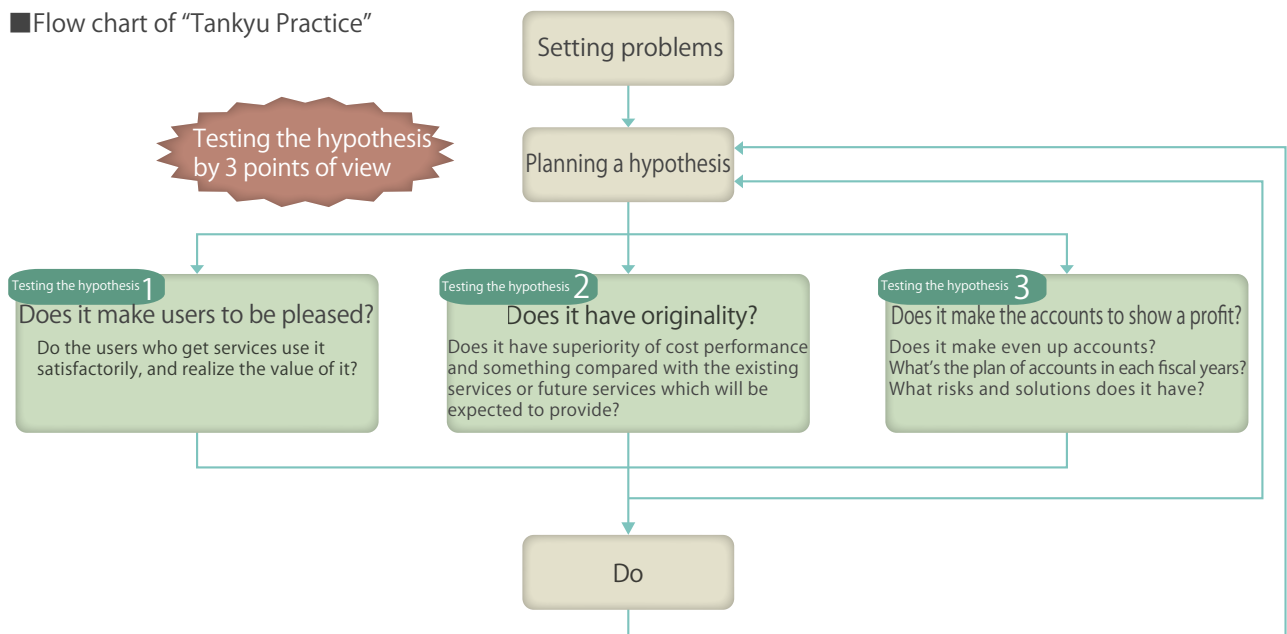 ■Flow chart of “Tankyu Practice”
Setting problems
Testing the hypothesis
by 3 points of view
Planning a hypothesis
Testing the hypothesis 1
Does it make users to be pleased?
Do the users who get services use it
satisfactorily, and realize the value of it?
Testing the hypothesis 2
Does it have originality?
Does it have superiority of cost performance
and something compared with the existing
services or future services which will be
expected to provide?
Testing the hypothesis 3
Does it make the accounts to show a profit?
Does it make even up accounts?
What’s the plan of accounts in each fiscal years?
What risks and solutions does it have?
Do